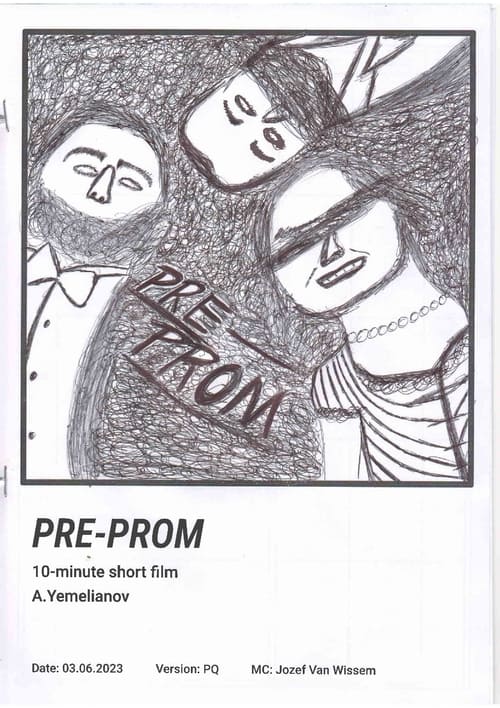 PRE-
PROM
PRE-PROM
10-minute short film
A.Yemelianov
Date: 03.06.2023 Version: PQ MC: Jozef Van Wissem